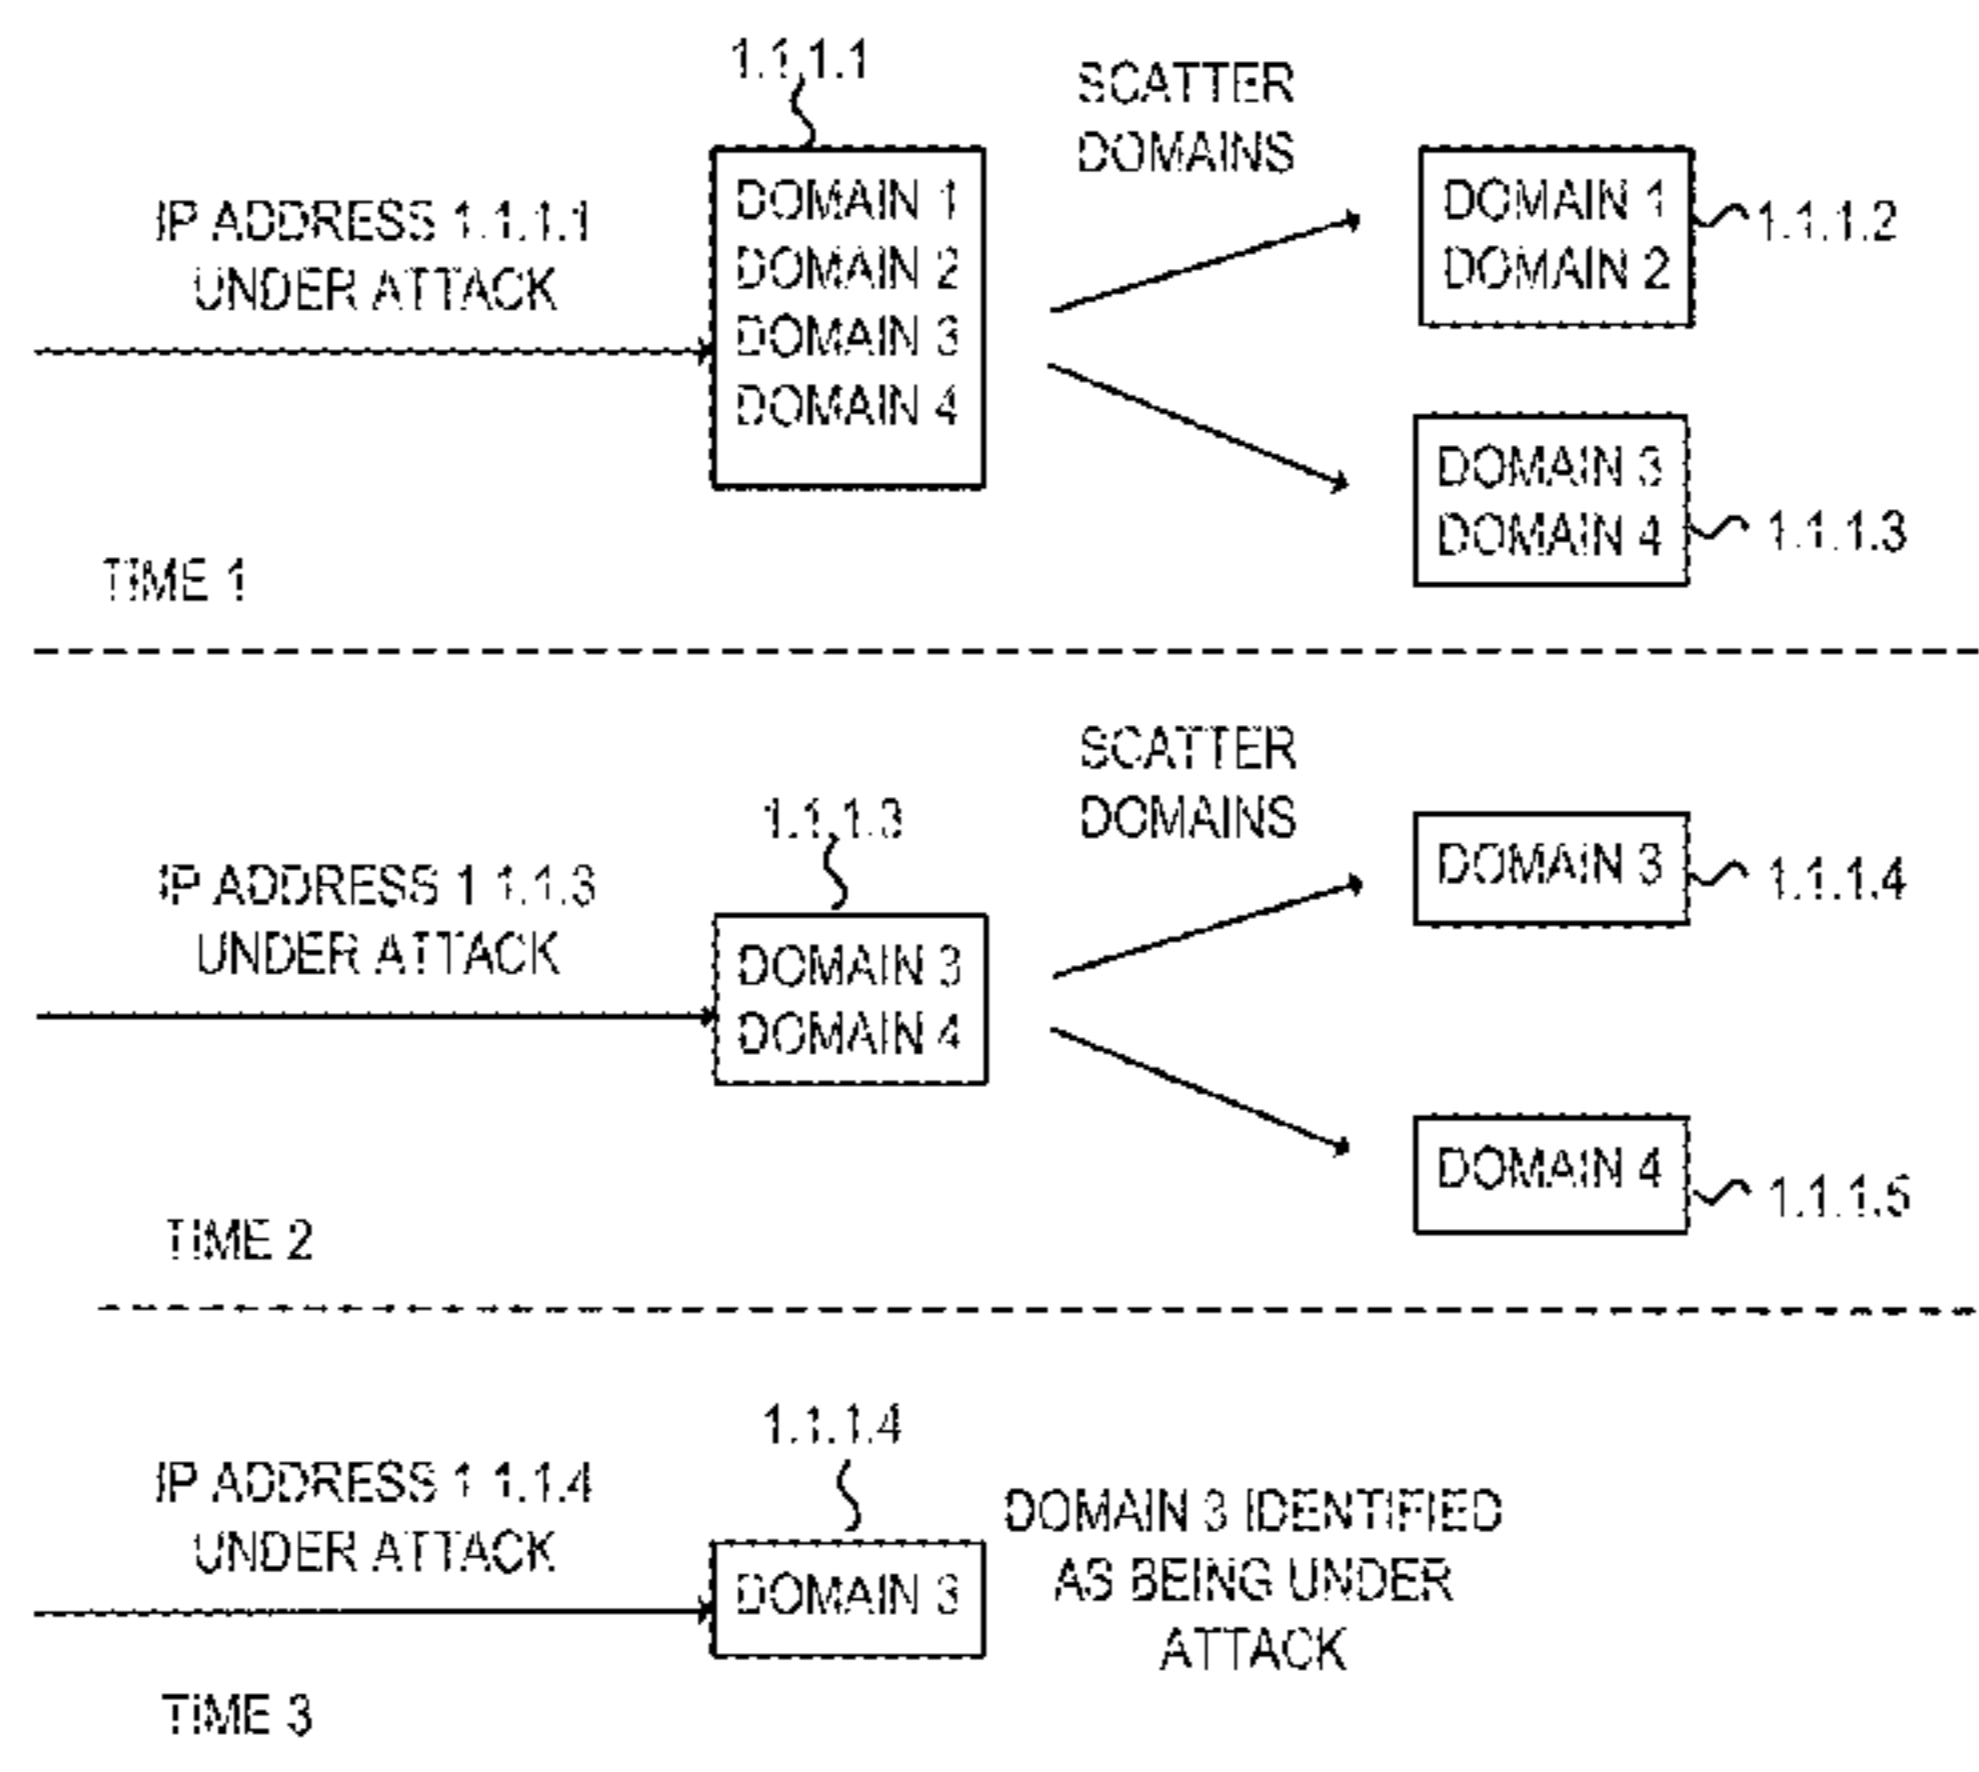 1.1.1.1
SCATTER
DOMAINS
IP ADDRESS 1.1.1.1
UNDER ATTACK
DOMAIN 1
DOMAIN 2
DOMAIN 3
DOMAIN 4
DOMAIN 1
DOMAIN 2
1.1.1.2
DOMAIN 3
DOMAIN 4
1.1.1.3
TIME 1
SCATTER
DOMAINS
1.1.1.3
IP ADDRESS 1 1.1.3
UNDER ATTACK
DOMAIN 3
DOMAIN 4
DOMAIN 3
1.1.1.4
DOMAIN 4
1.1.1.5
TIME 2
1.1.1.4
IP ADDRESS 1 1.1.4
UNDER ATTACK
DOMAIN 3
DOMAIN 3 IDENTIFIED
AS BEING UNDER
ATTACK
TIME 3